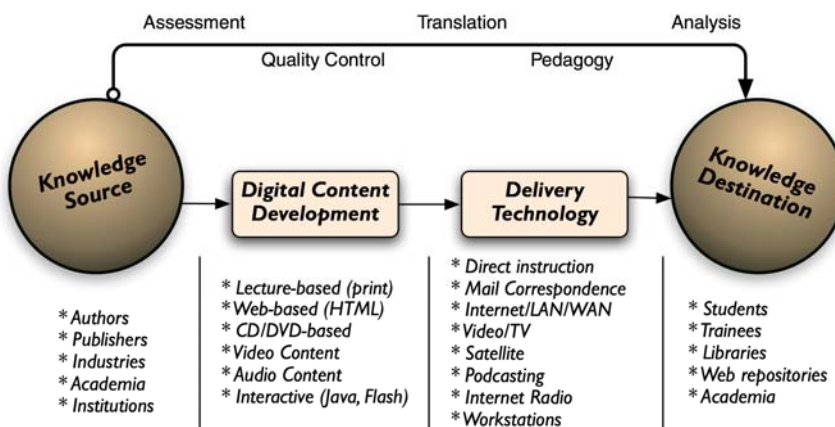 Assessment Translation Analysis
Quality Control Pedagogy
Knowledge
Source
Digital Content
Development
Delivery
Technology
Knowledge
Destination
* Authors
* Publishers
* Industries
* Academia
* Institutions
* Lecture-based (print)
* Web-based (HTML)
* CD/DVD-based
* Video Content
* Audio Content
* Interactive (Java, Flash)
* Direct instruction
* Mail Correspondence
* Internet/LAN/WAN
* Video/TV
* Satellite
* Podcasting
* Internet Radio
* Workstations
* Students
* Trainees
* Libraries
* Web repositories
* Academia